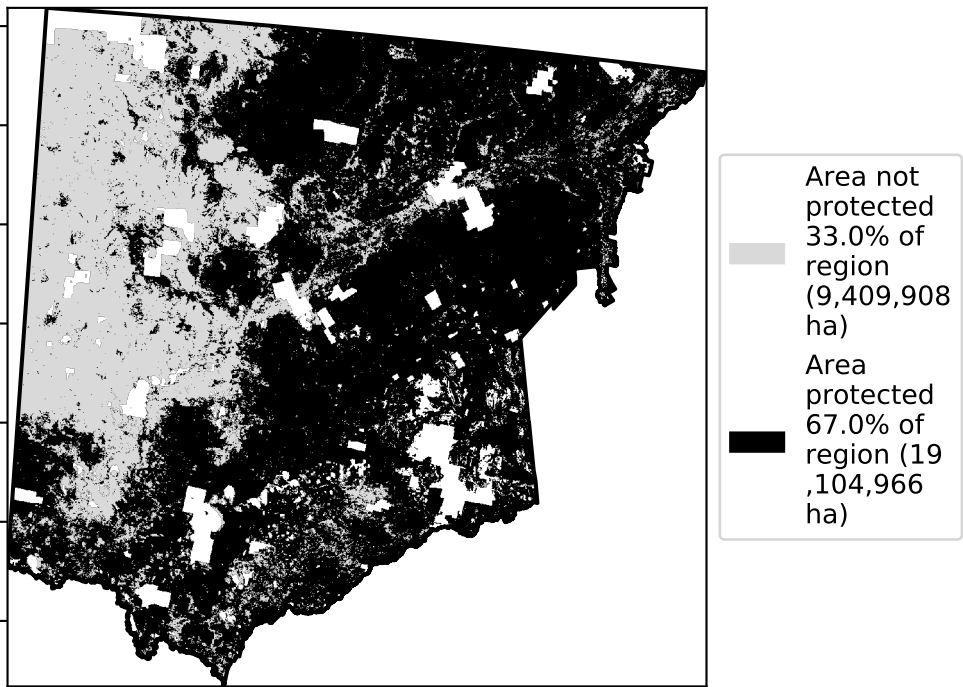 Area not
protected
33.0% of
region
(9,409,908
ha)
Area
protected
67.0% of
region (19
,104,966
ha)